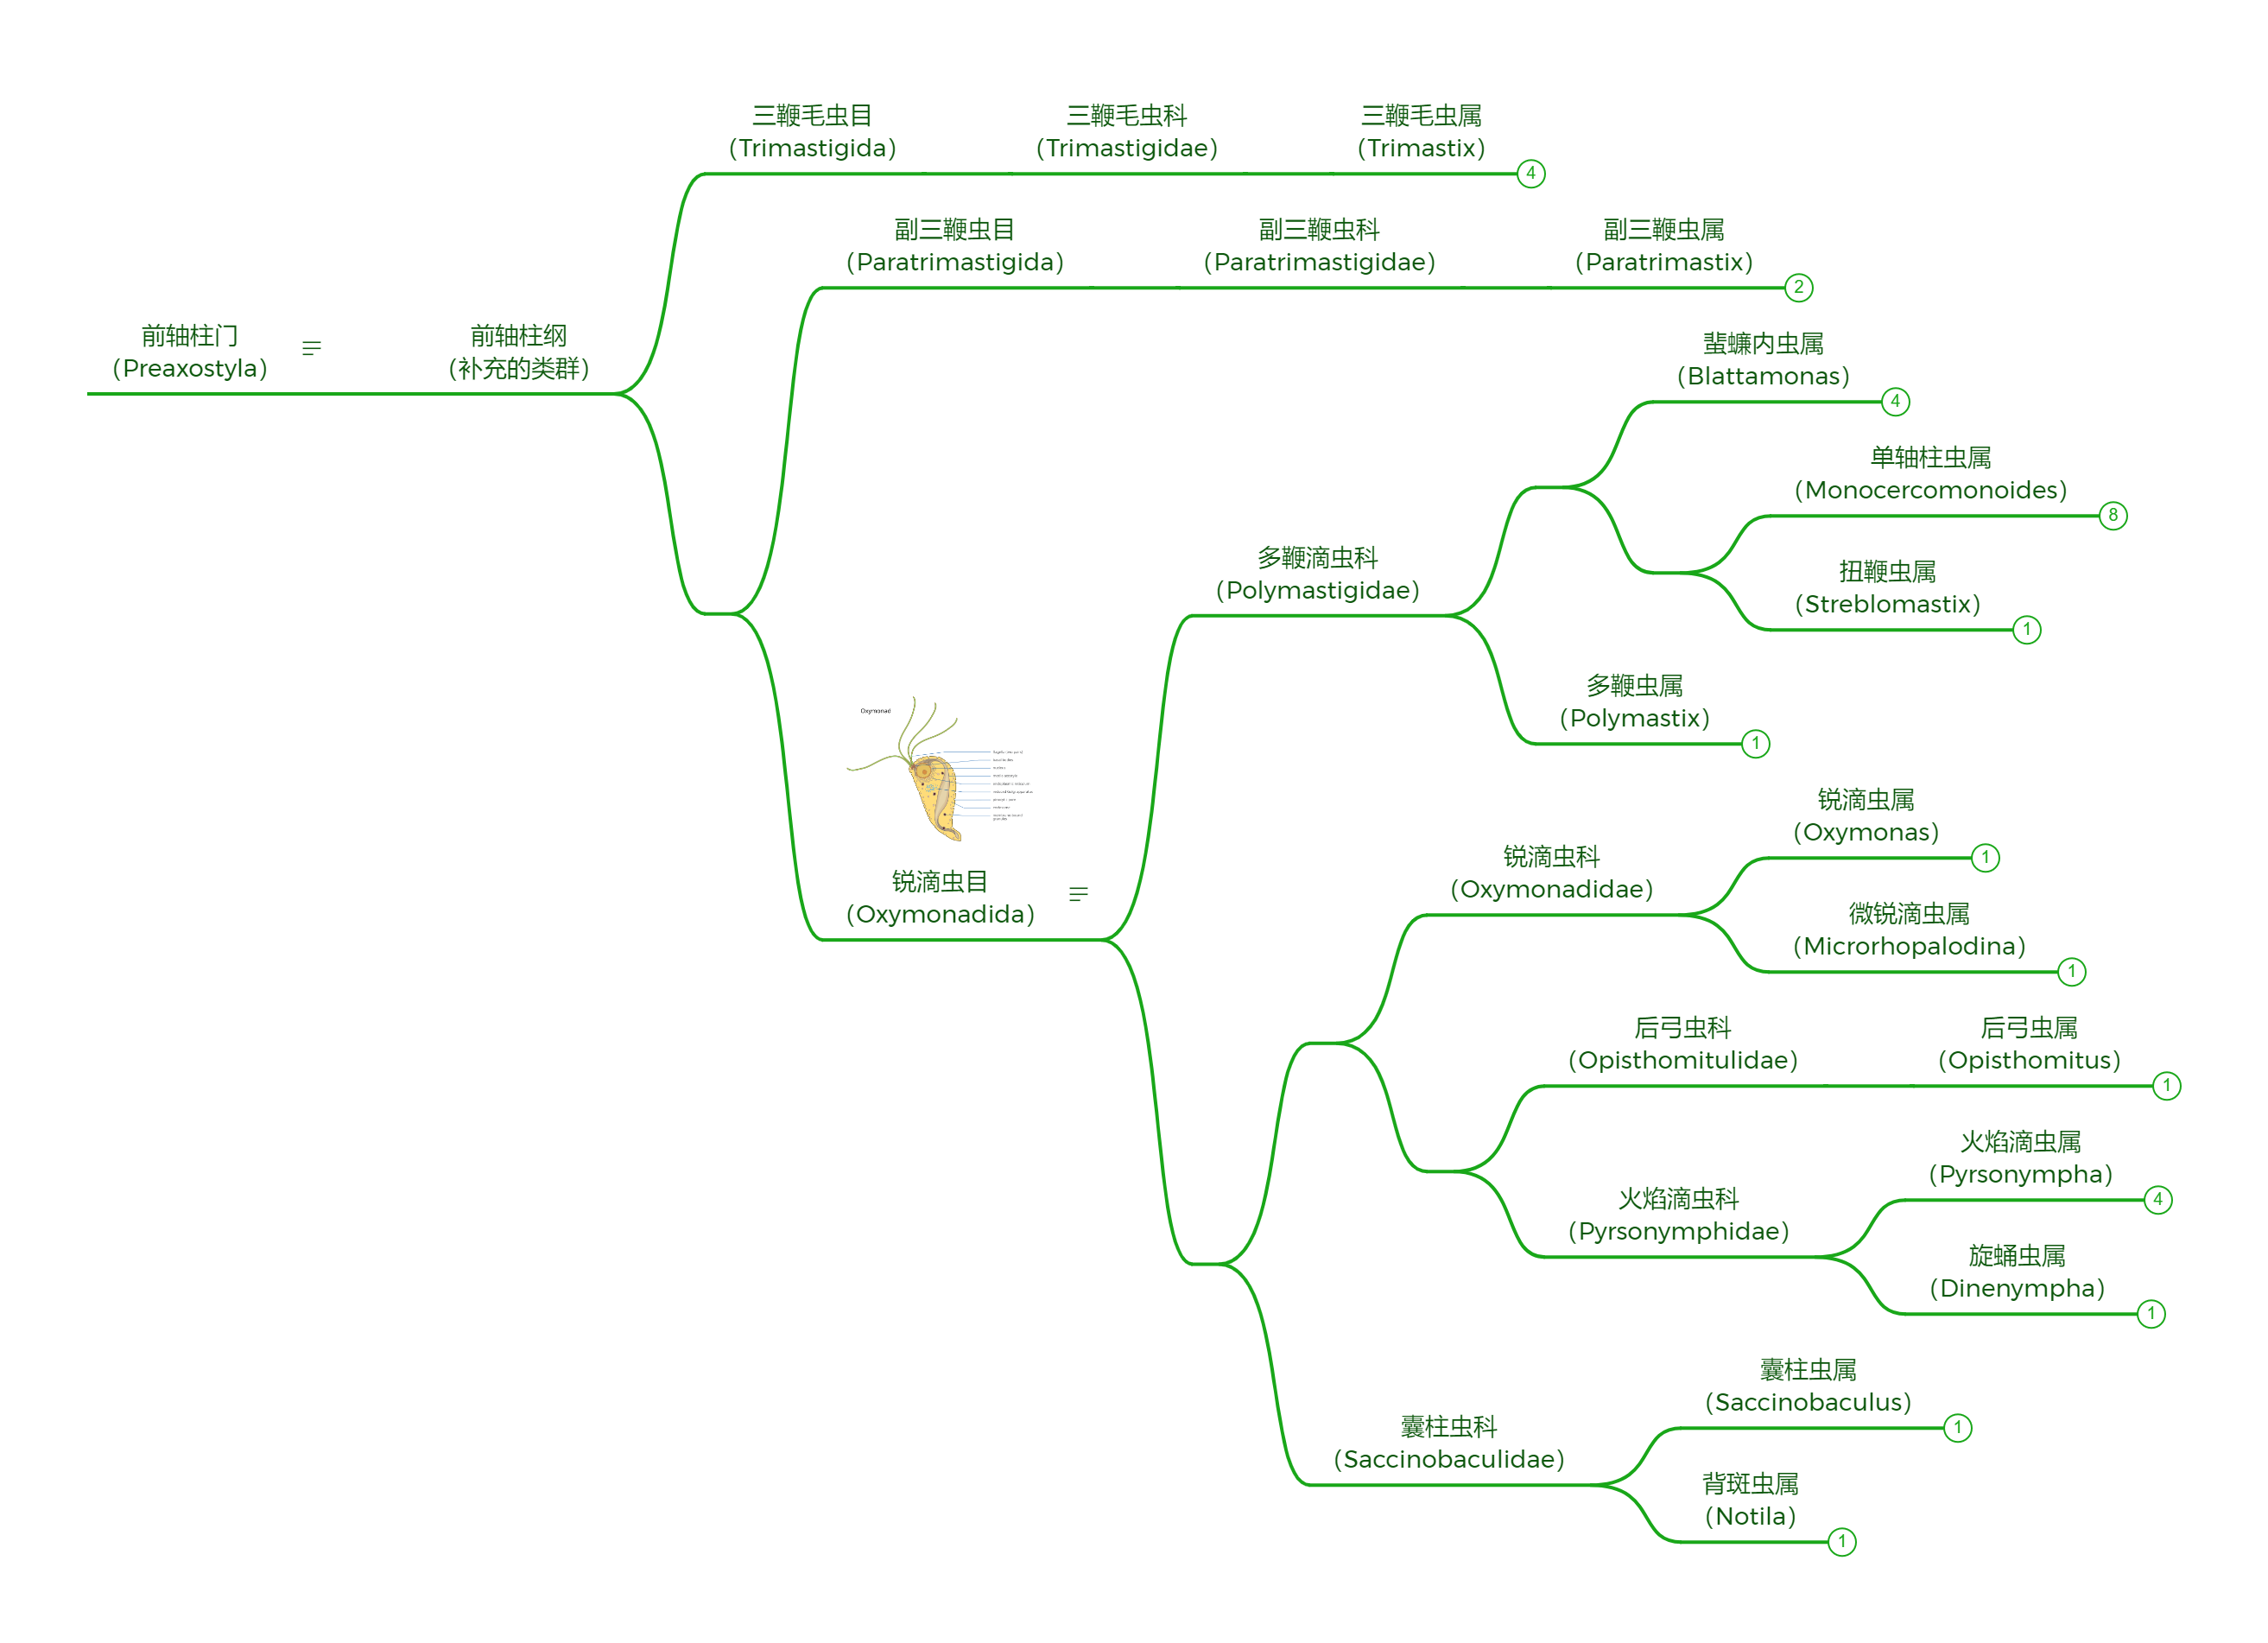 三鞭毛虫目
(Trimastigida)
三鞭毛虫科
(Trimastigidae)
三鞭毛虫属
(Trimastix)
4
副三鞭虫目
(Paratrimastigida)
副三鞭虫科
(Paratrimastigidae)
副三鞭虫属
(Paratrimastix)
2
前轴柱门
(Preaxostyla)
前轴柱纲
(补充的类群)
蜚蠊内虫属
(Blattamonas)
4
单轴柱虫属
(Monocercomonoides)
8
多鞭滴虫科
(Polymastigidae)
扭鞭虫属
(Streblomastix)
1
多鞭虫属
(Polymastix)
1
Oxymonad
锐滴虫目
(Oxymonadida)
锐滴虫科
(Oxymonadidae)
锐滴虫属
(Oxymonas)
1
微锐滴虫属
(Microrhopalodina)
1
后弓虫科
(Opisthomitulidae)
后弓虫属
(Opisthomitus)
1
火焰滴虫科
(Pyrsonymphidae)
火焰滴虫属
(Pyrsonympha)
4
旋蛹虫属
(Dinenympha)
1
囊柱虫科
(Saccinobaculidae)
囊柱虫属
(Saccinobaculus)
1
背斑虫属
(Notila)
1